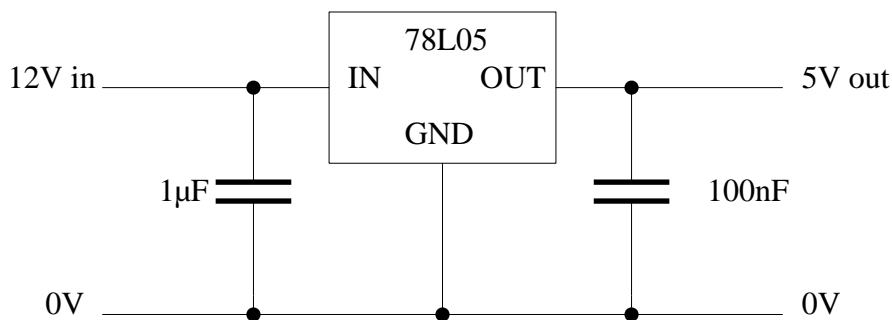 78L05
12V in
IN
OUT
5V out
GND
1μF
100nF
0V
0V